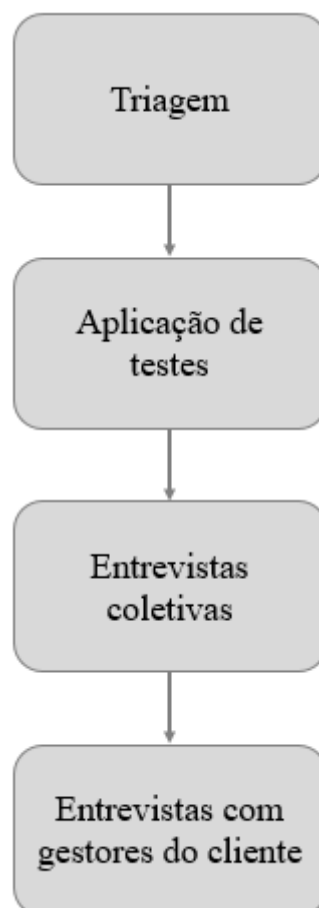 Triagem
Aplicação de
testes
Entrevistas
coletivas
Entrevistas com
gestores do cliente